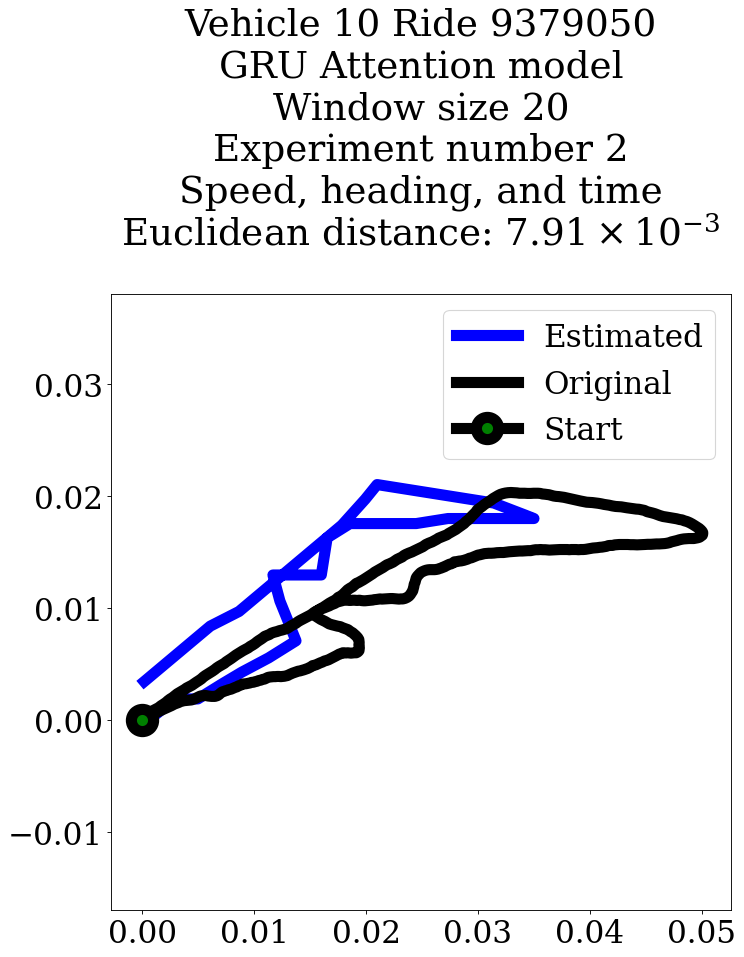 Vehicle 10 Ride 9379050
GRU Attention model
Window size 20
Experiment number 2
Speed, heading, and time
Euclidean distance: 7.91 × 10⁻³
Estimated
Original
Start
0.03
0.02
0.01
0.00
−0.01
0.00 0.01 0.02 0.03 0.04 0.05